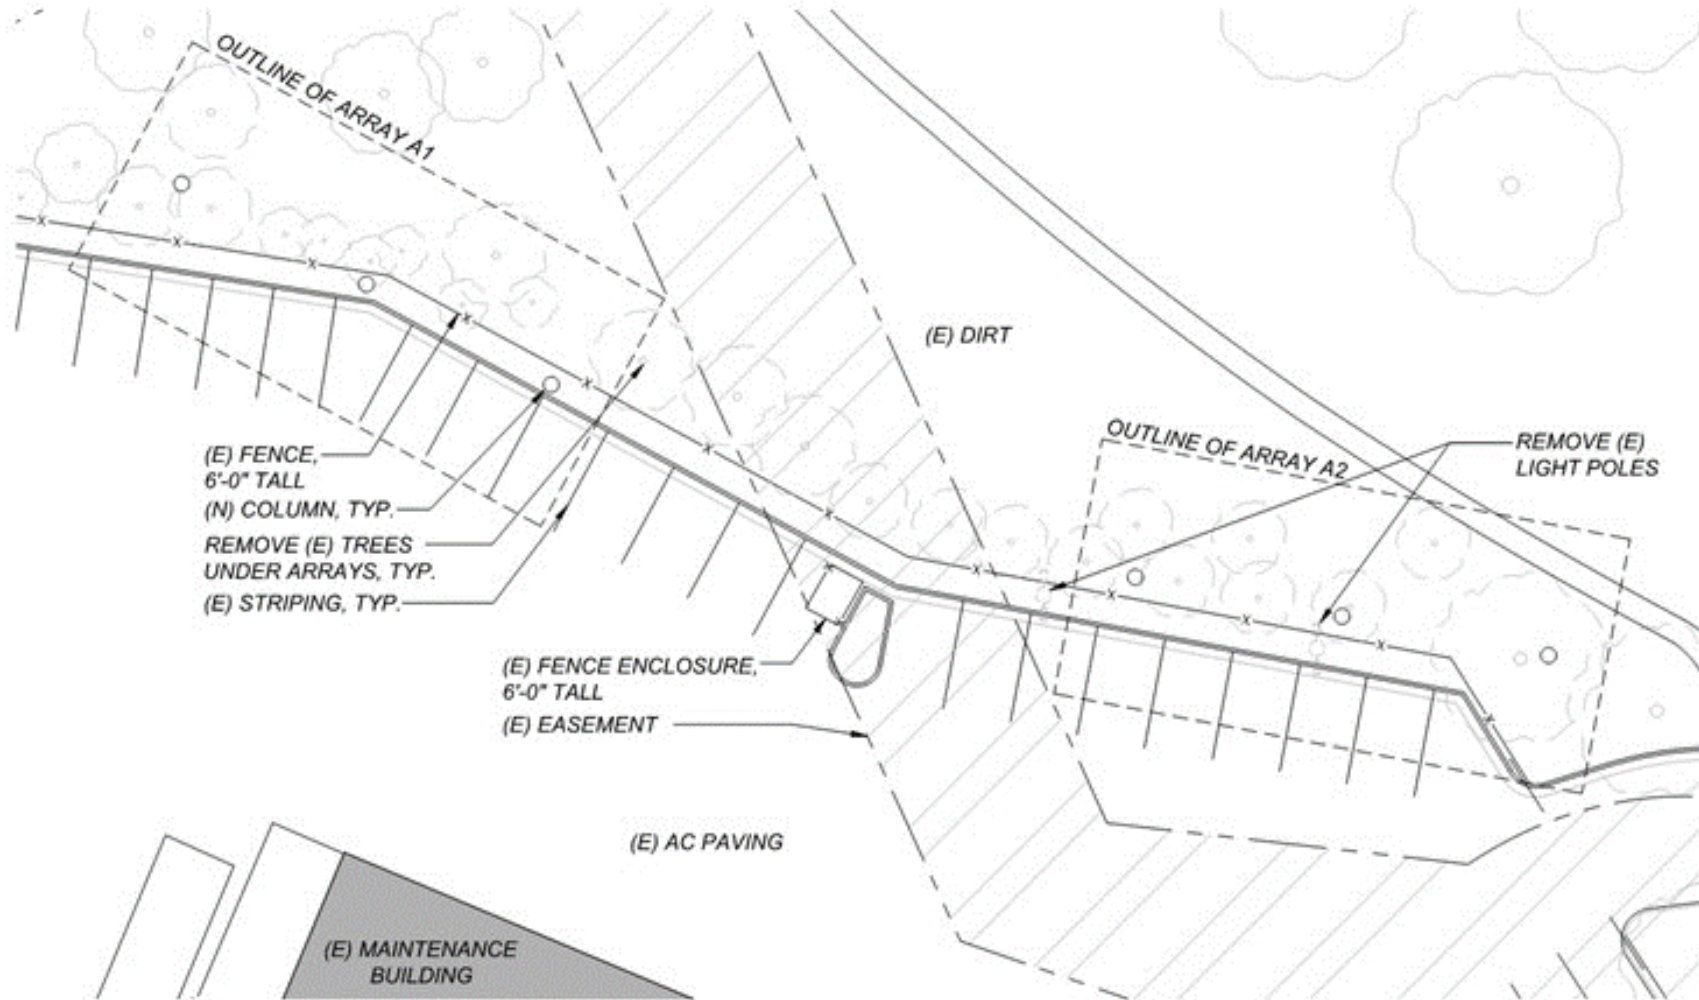 OUTLINE OF ARRAY A1
(E) DIRT
OUTLINE OF ARRAY A2
REMOVE (E)
LIGHT POLES
(E) FENCE,
6'-0" TALL
(N) COLUMN, TYP.
REMOVE (E) TREES
UNDER ARRAYS, TYP.
(E) STRIPING, TYP.
(E) FENCE ENCLOSURE,
6'-0" TALL
(E) EASEMENT
(E) AC PAVING
(E) MAINTENANCE
BUILDING